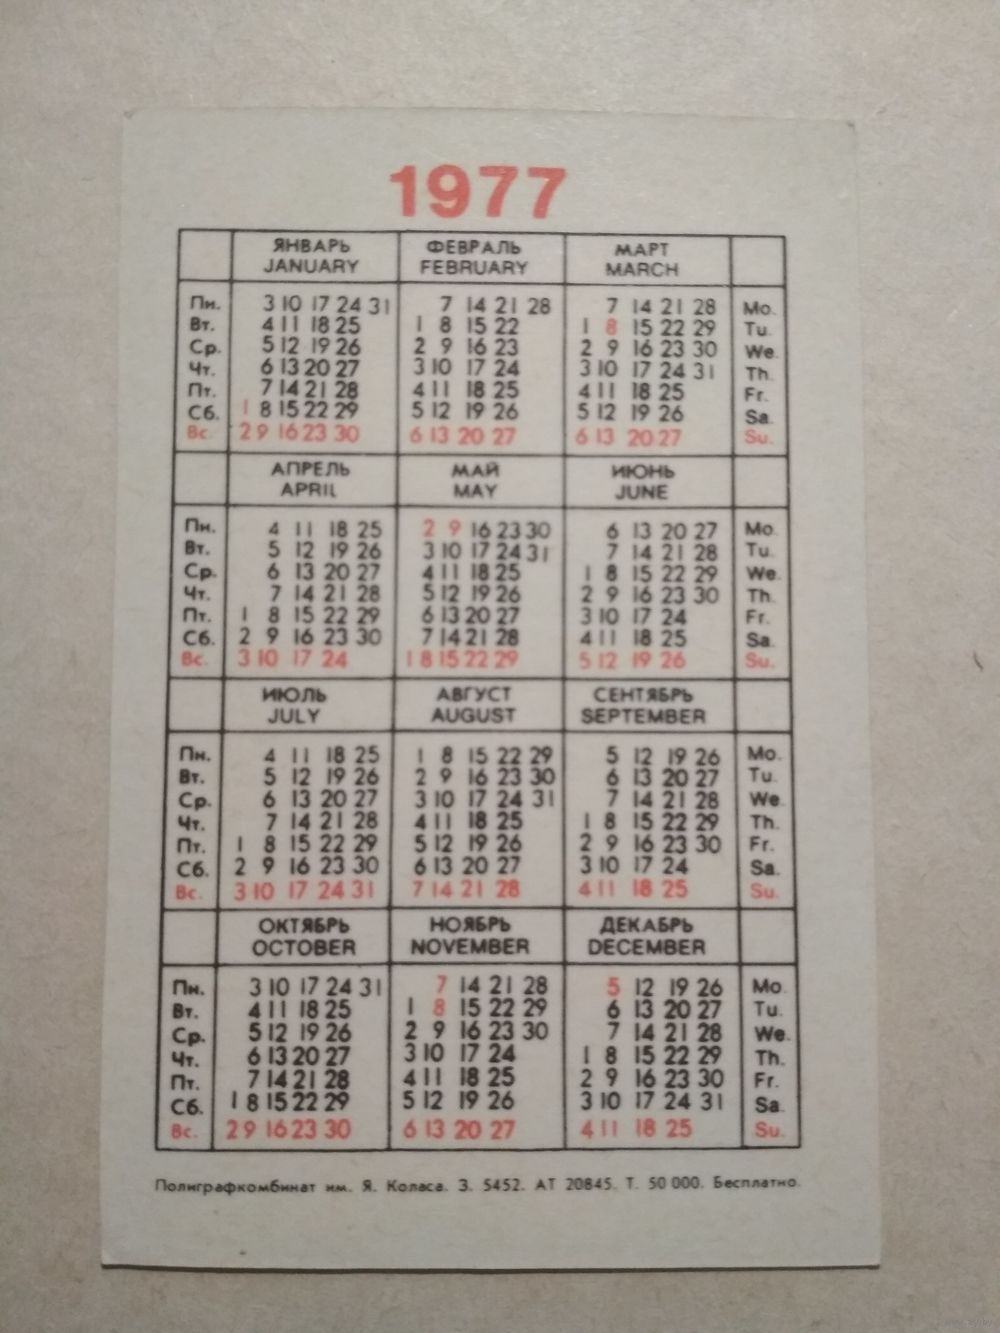 1977
ЯНВАРЬ ФЕВРАЛЬ МАРТ
JANUARY FEBRUARY MARCH
Пн. 3 10 17 24 31 7 14 21 28 7 14 21 28 Mo.
Вт. 4 11 18 25 1 8 15 22 1 8 15 22 29 Tu.
Ср. 5 12 19 26 2 9 16 23 2 9 16 23 30 We.
Чт. 6 13 20 27 3 10 17 24 3 10 17 24 31 Th.
Пт. 7 14 21 28 4 11 18 25 4 11 18 25 Fr.
Сб. 1 8 15 22 29 5 12 19 26 5 12 19 26 Sa.
Вс. 2 9 16 23 30 6 13 20 27 6 13 20 27 Su.
АПРЕЛЬ МАЙ ИЮНЬ
APRIL MAY JUNE
Пн. 4 11 18 25 2 9 16 23 30 6 13 20 27 Mo.
Вт. 5 12 19 26 3 10 17 24 31 7 14 21 28 Tu.
Ср. 6 13 20 27 4 11 18 25 1 8 15 22 29 We.
Чт. 7 14 21 28 5 12 19 26 2 9 16 23 30 Th.
Пт. 1 8 15 22 29 6 13 20 27 3 10 17 24 Fr.
Сб. 2 9 16 23 30 7 14 21 28 4 11 18 25 Sa.
Вс. 3 10 17 24 1 8 15 22 29 5 12 19 26 Su.
ИЮЛЬ АВГУСТ СЕНТЯБРЬ
JULY AUGUST SEPTEMBER
Пн. 4 11 18 25 1 8 15 22 29 5 12 19 26 Mo.
Вт. 5 12 19 26 2 9 16 23 30 6 13 20 27 Tu.
Ср. 6 13 20 27 3 10 17 24 31 7 14 21 28 We.
Чт. 7 14 21 28 4 11 18 25 1 8 15 22 29 Th.
Пт. 1 8 15 22 29 5 12 19 26 2 9 16 23 30 Fr.
Сб. 2 9 16 23 30 6 13 20 27 3 10 17 24 Sa.
Вс. 3 10 17 24 31 7 14 21 28 4 11 18 25 Su.
ОКТЯБРЬ НОЯБРЬ ДЕКАБРЬ
OCTOBER NOVEMBER DECEMBER
Пн. 3 10 17 24 31 7 14 21 28 5 12 19 26 Mo.
Вт. 4 11 18 25 1 8 15 22 29 6 13 20 27 Tu.
Ср. 5 12 19 26 2 9 16 23 30 7 14 21 28 We.
Чт. 6 13 20 27 3 10 17 24 1 8 15 22 29 Th.
Пт. 7 14 21 28 4 11 18 25 2 9 16 23 30 Fr.
Сб. 1 8 15 22 29 5 12 19 26 3 10 17 24 31 Sa.
Вс. 2 9 16 23 30 6 13 20 27 4 11 18 25 Su.
Полиграфкомбинат им. Я. Коласа. З. 5452. АТ 20845. Т. 50 000. Бесплатно.